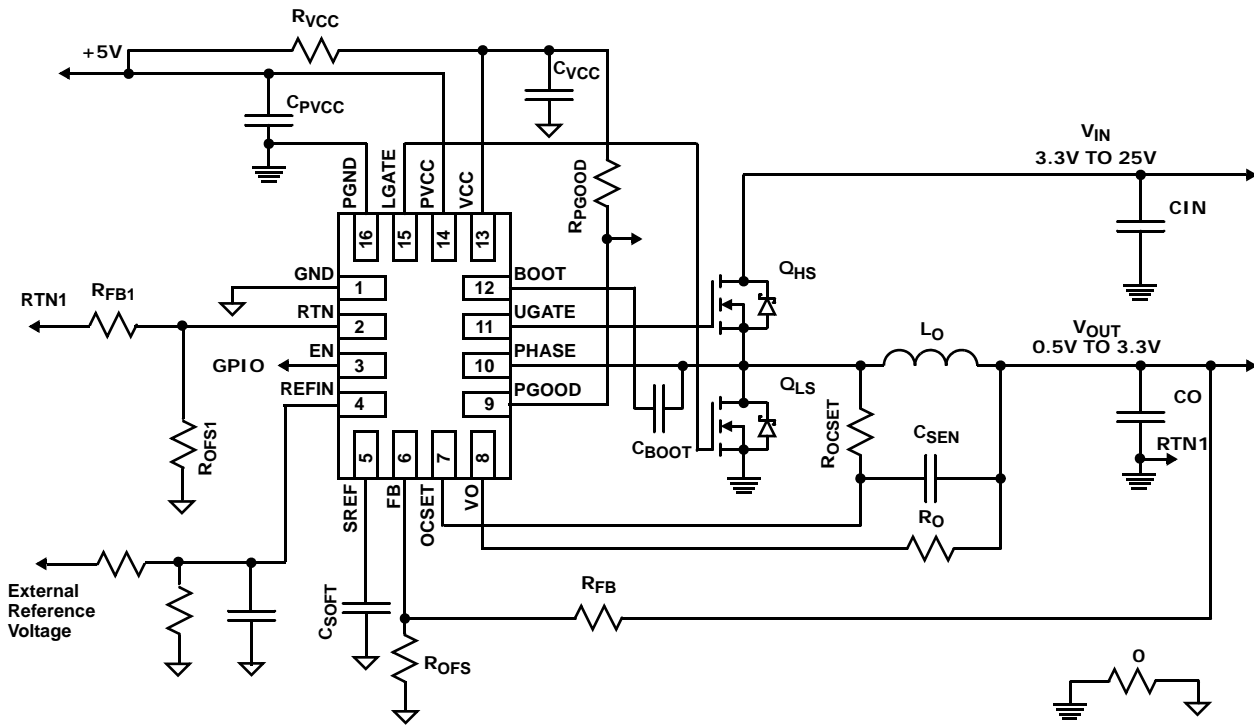 RVCC
+5V
CVCC
CPVCC
VIN
3.3V TO 25V
PGND
LGATE
PVCC
VCC
RPGOOD
CIN
16
15
14
13
GND
1
12
BOOT
QHS
RTN1
RFB1
RTN
2
11
UGATE
LO
VOUT
0.5V TO 3.3V
EN
GPIO
3
10
PHASE
QLS
REFIN
4
9
PGOOD
CO
ROFS1
5
6
7
8
CBOOT
ROCSET
CSEN
RTN1
SREF
FB
OCSET
VO
RO
External
Reference
Voltage
CSOFT
RFB
ROFS
0